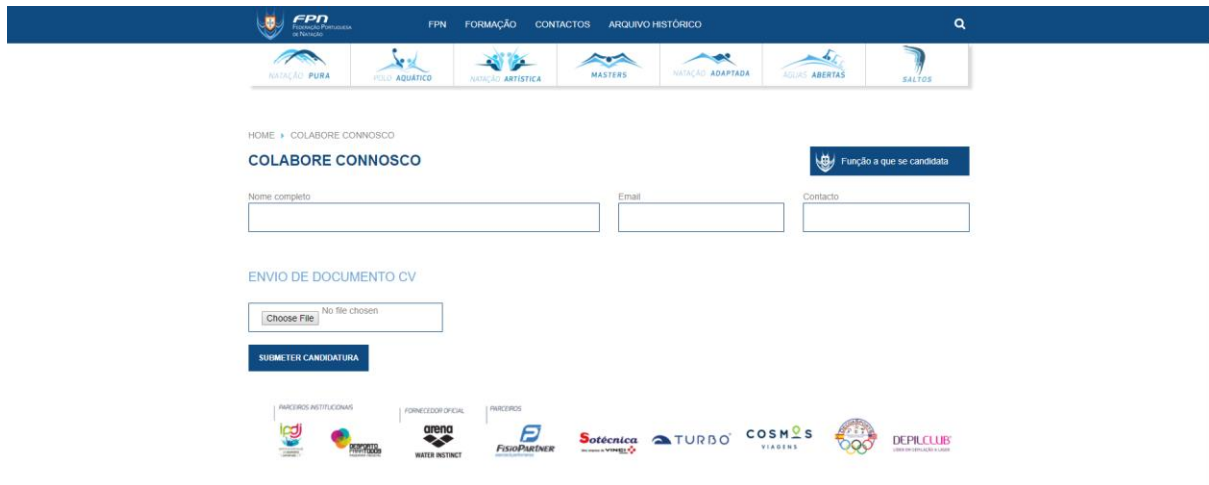 FPN
FEDERAÇÃO PORTUGUESA
DE NATAÇÃO
FPN FORMAÇÃO CONTACTOS ARQUIVO HISTÓRICO
NATAÇÃO PURA
POLO AQUÁTICO
NATAÇÃO ARTÍSTICA
MASTERS
NATAÇÃO ADAPTADA
ÁGUAS ABERTAS
SALTOS
HOME COLABORE CONNOSCO
COLABORE CONNOSCO
Função a que se candidata
Nome completo Email Contacto
ENVIO DE DOCUMENTO CV
Choose File No file chosen
SUBMETER CANDIDATURA
PARCEIROS INSTITUCIONAIS
FORNECEDOR OFICIAL
PARCEIROS
ipdj
DESPORTO
PARATODOS
arena
WATER INSTINCT
FISIOPARTNER
Sotécnica
TURBO
COSMOS
VIAGENS
DEPILCLUB